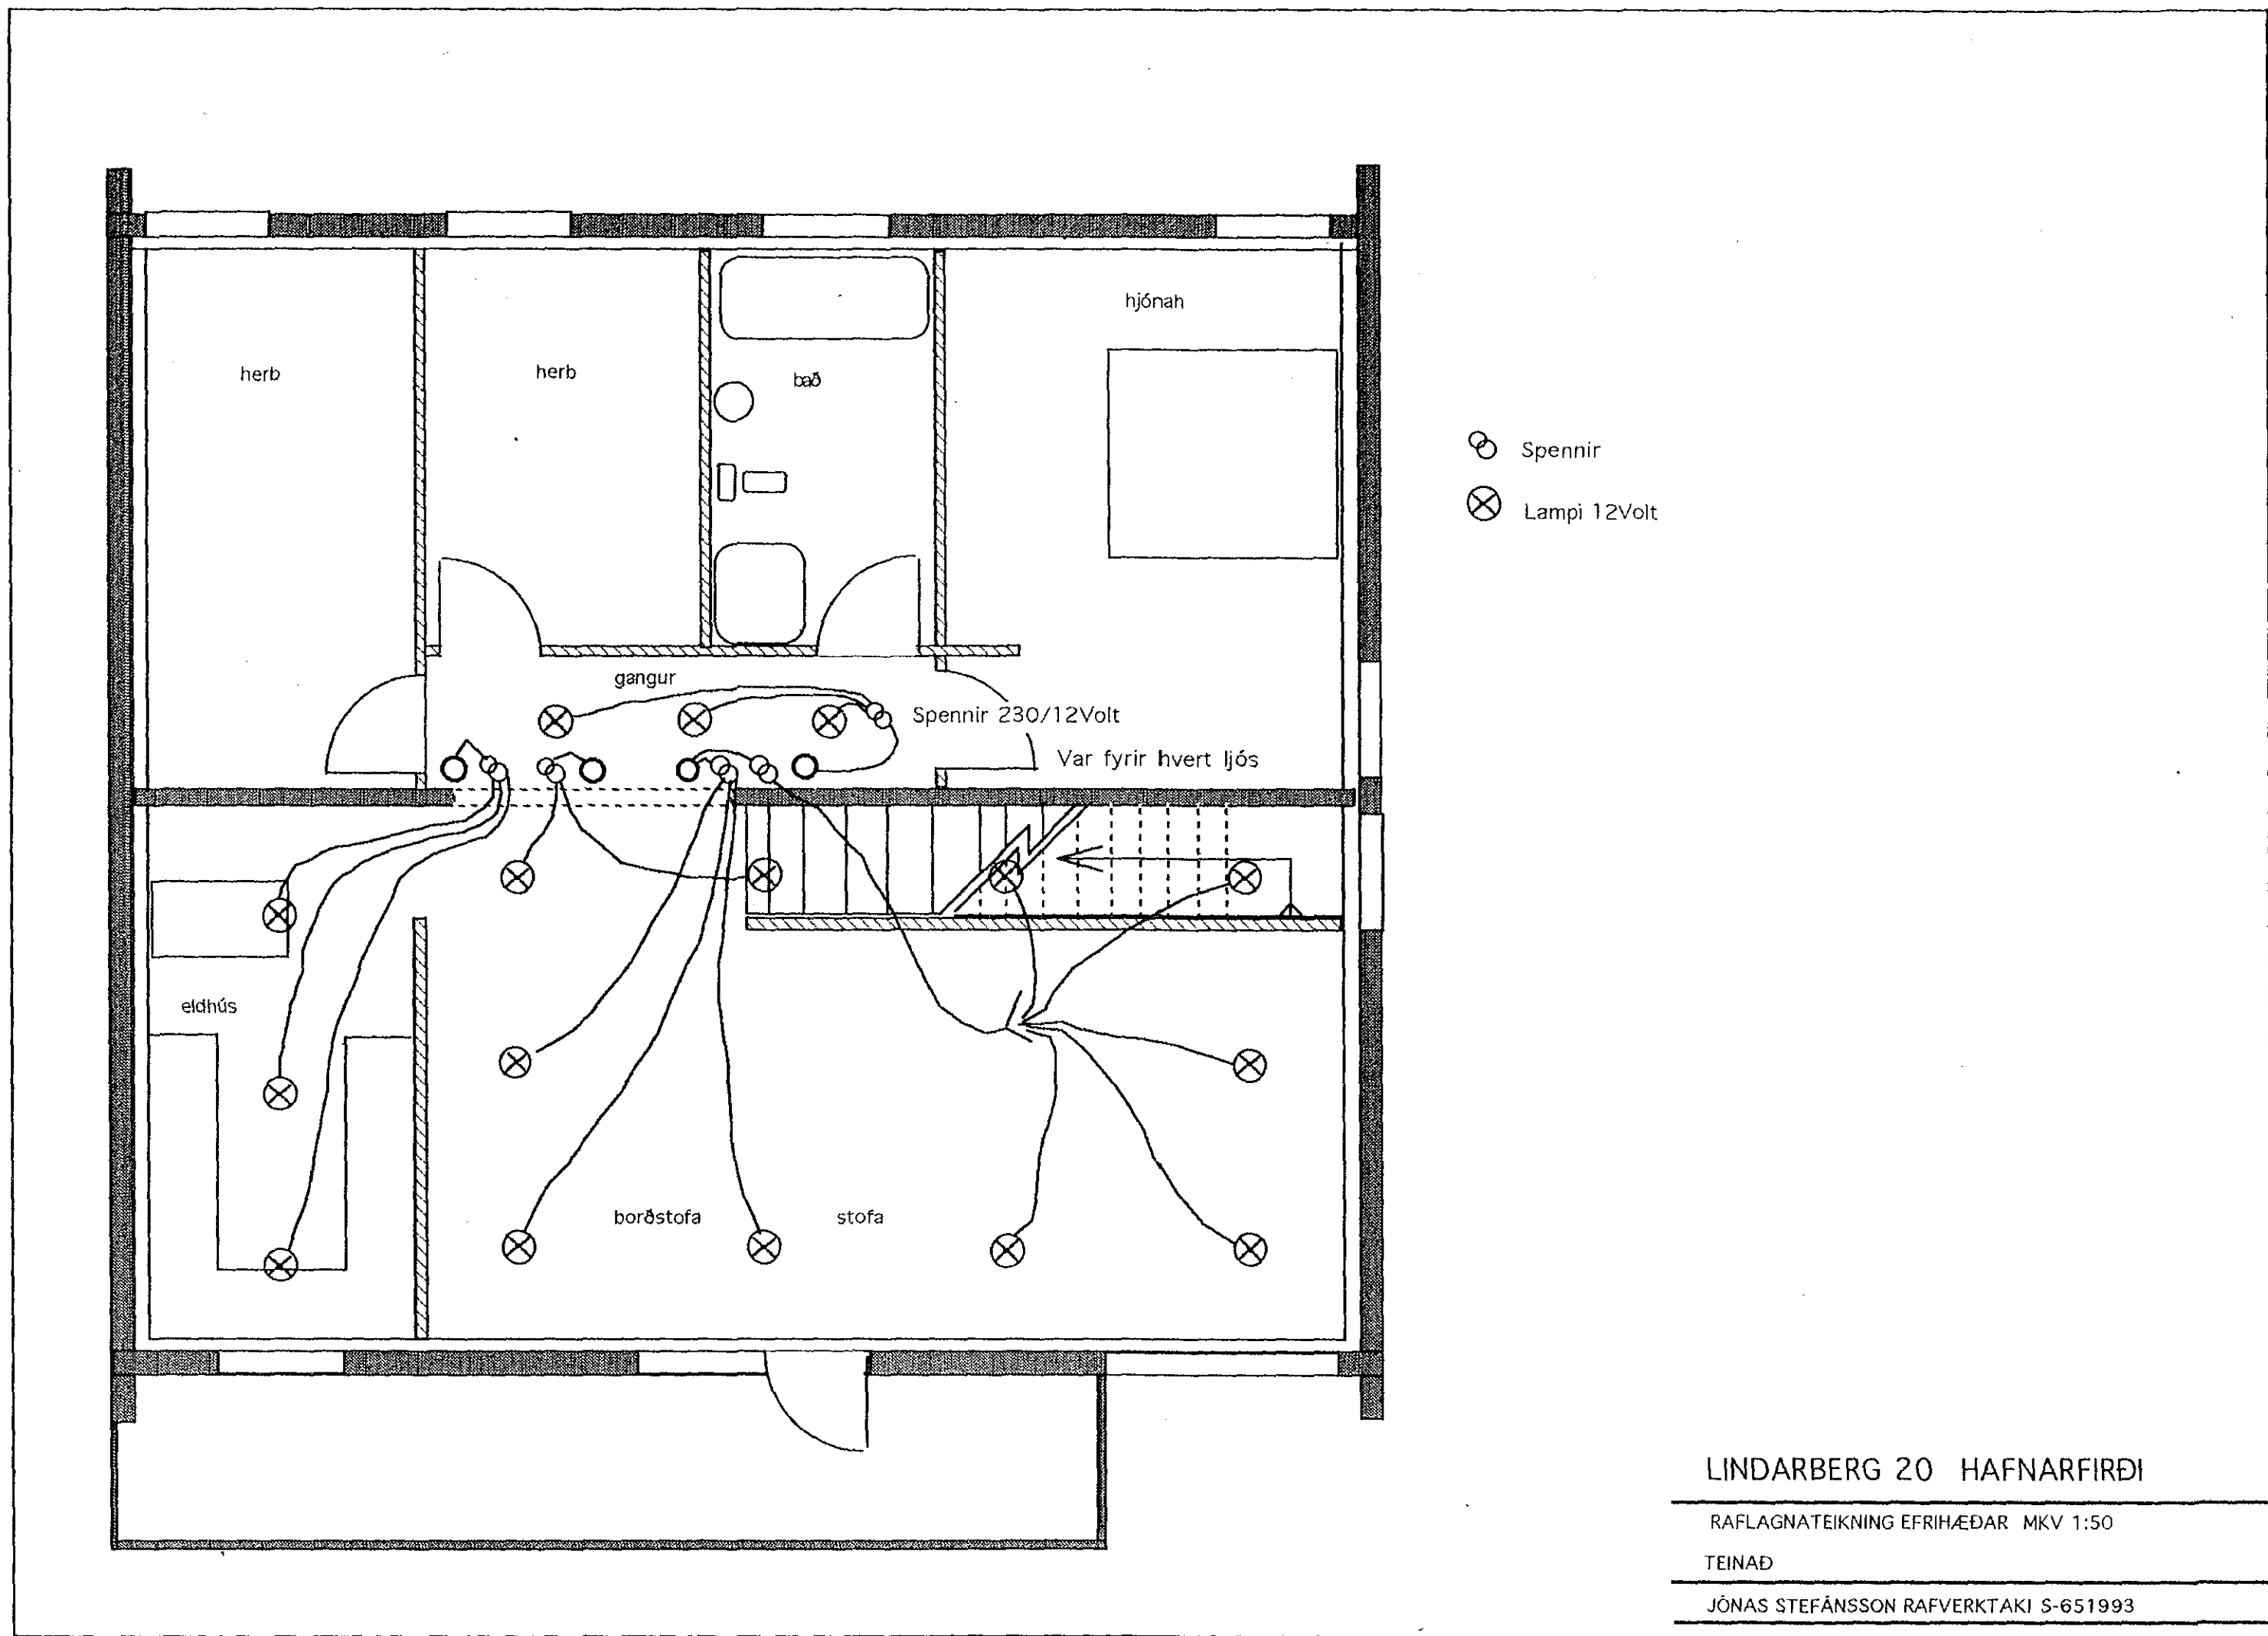 hjónah
herb
herb
bað
Spennir
Lampi 12Volt
gangur
Spennir 230/12Volt
Var fyrir hvert ljós
eldhús
borðstofa
stofa
LINDARBERG 20 HAFNARFIRÐI
RAFLAGNATEIKNING EFRIHÆÐAR MKV 1:50
TEINAÐ
JÓNAS STEFÁNSSON RAFVERKTAKI S-651993